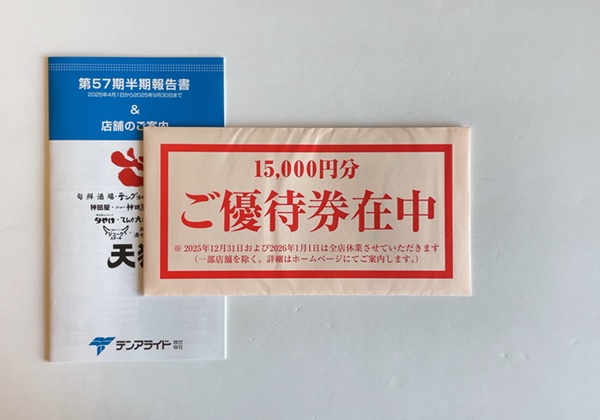 第57期半期報告書
2025年4月1日から2025年9月30日まで
&
店舗のご案内
旬鮮酒場・テング
神田屋・
天
テンアライド株式会社
15,000円分
ご優待券在中
※ 2025年12月31日および2026年1月1日は全店休業させていただきます
(一部店舗を除く。詳細はホームページにてご案内します。)